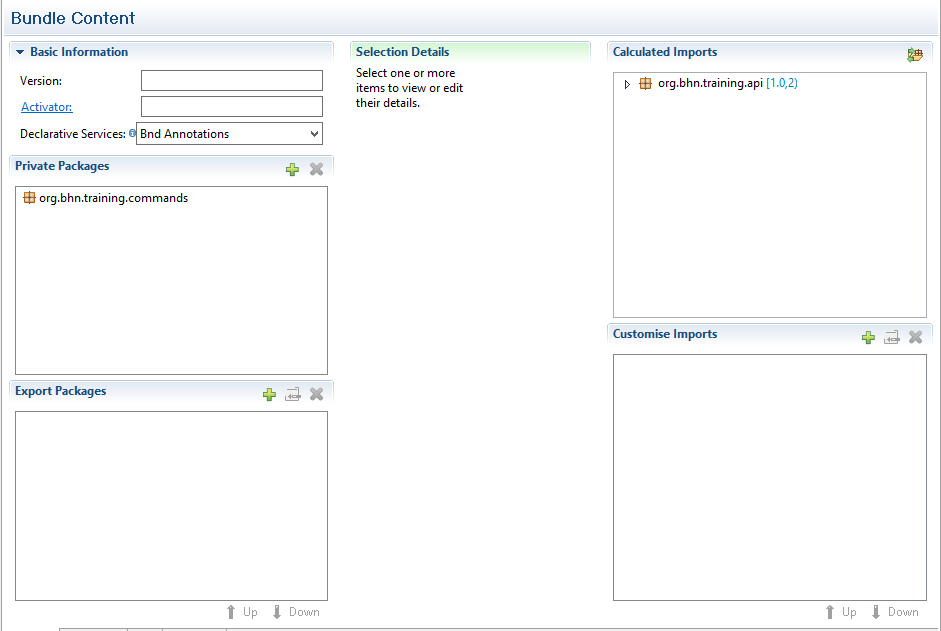 Bundle Content
Basic Information
Version:
Activator:
Declarative Services:
Bnd Annotations
Private Packages
org.bhn.training.commands
Export Packages
Up
Down
Selection Details
Select one or more
items to view or edit
their details.
Calculated Imports
org.bhn.training.api [1.0,2)
Customise Imports
Up
Down